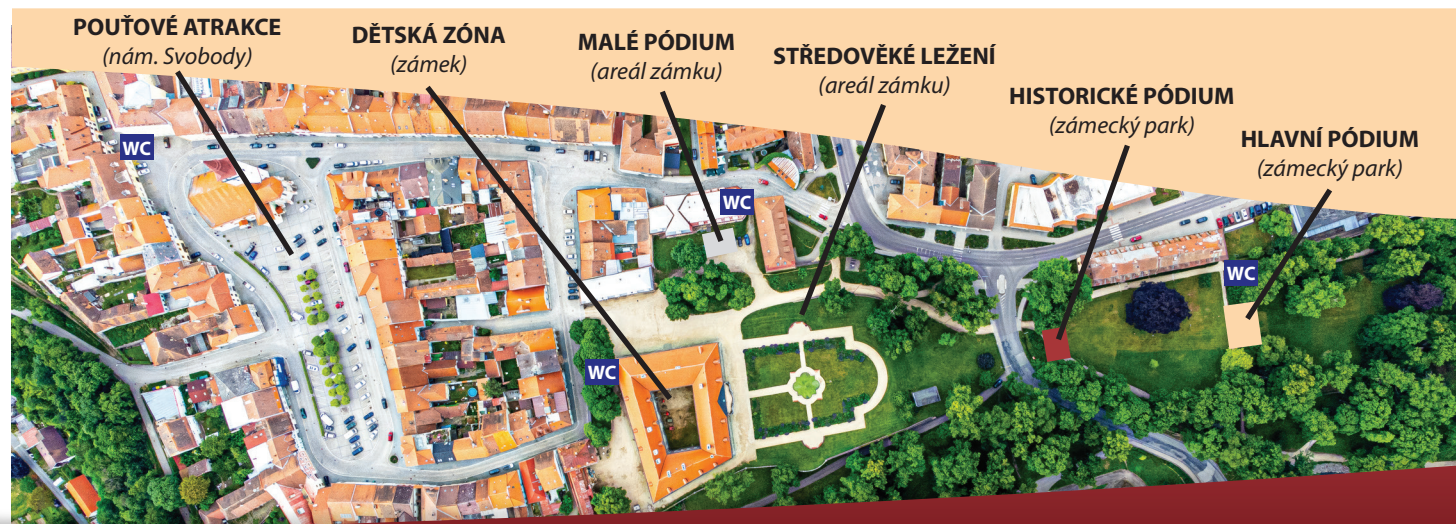 POUŤOVÉ ATRAKCE
(nám. Svobody)
DĚTSKÁ ZÓNA
(zámek)
MALÉ PÓDIUM
(areál zámku)
STŘEDOVĚKÉ LEŽENÍ
(areál zámku)
HISTORICKÉ PÓDIUM
(zámecký park)
HLAVNÍ PÓDIUM
(zámecký park)
WC
WC
WC
WC